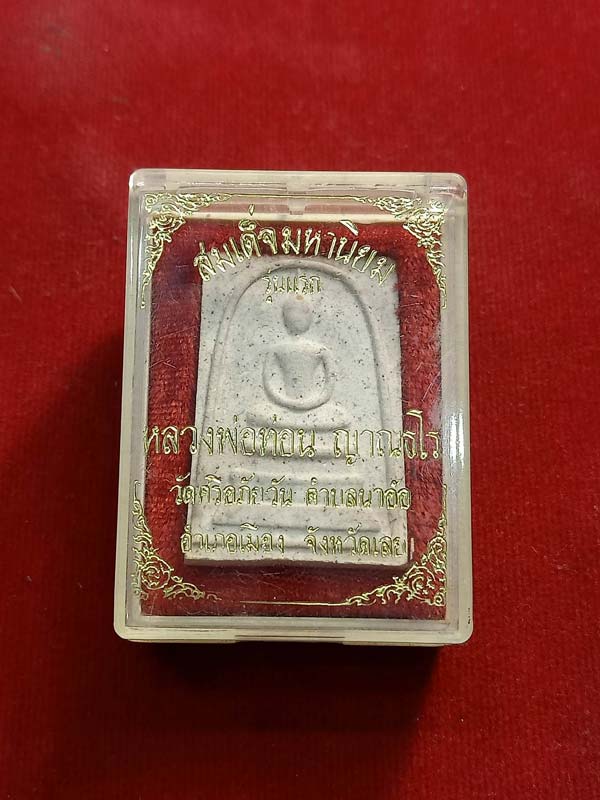 สมเด็จมหานิยม
รุ่นแรก
หลวงพ่อท่อน ญาณธโร
วัดศรีอภัยวัน ตำบลนาอ้อ
อำเภอเมือง จังหวัดเลย